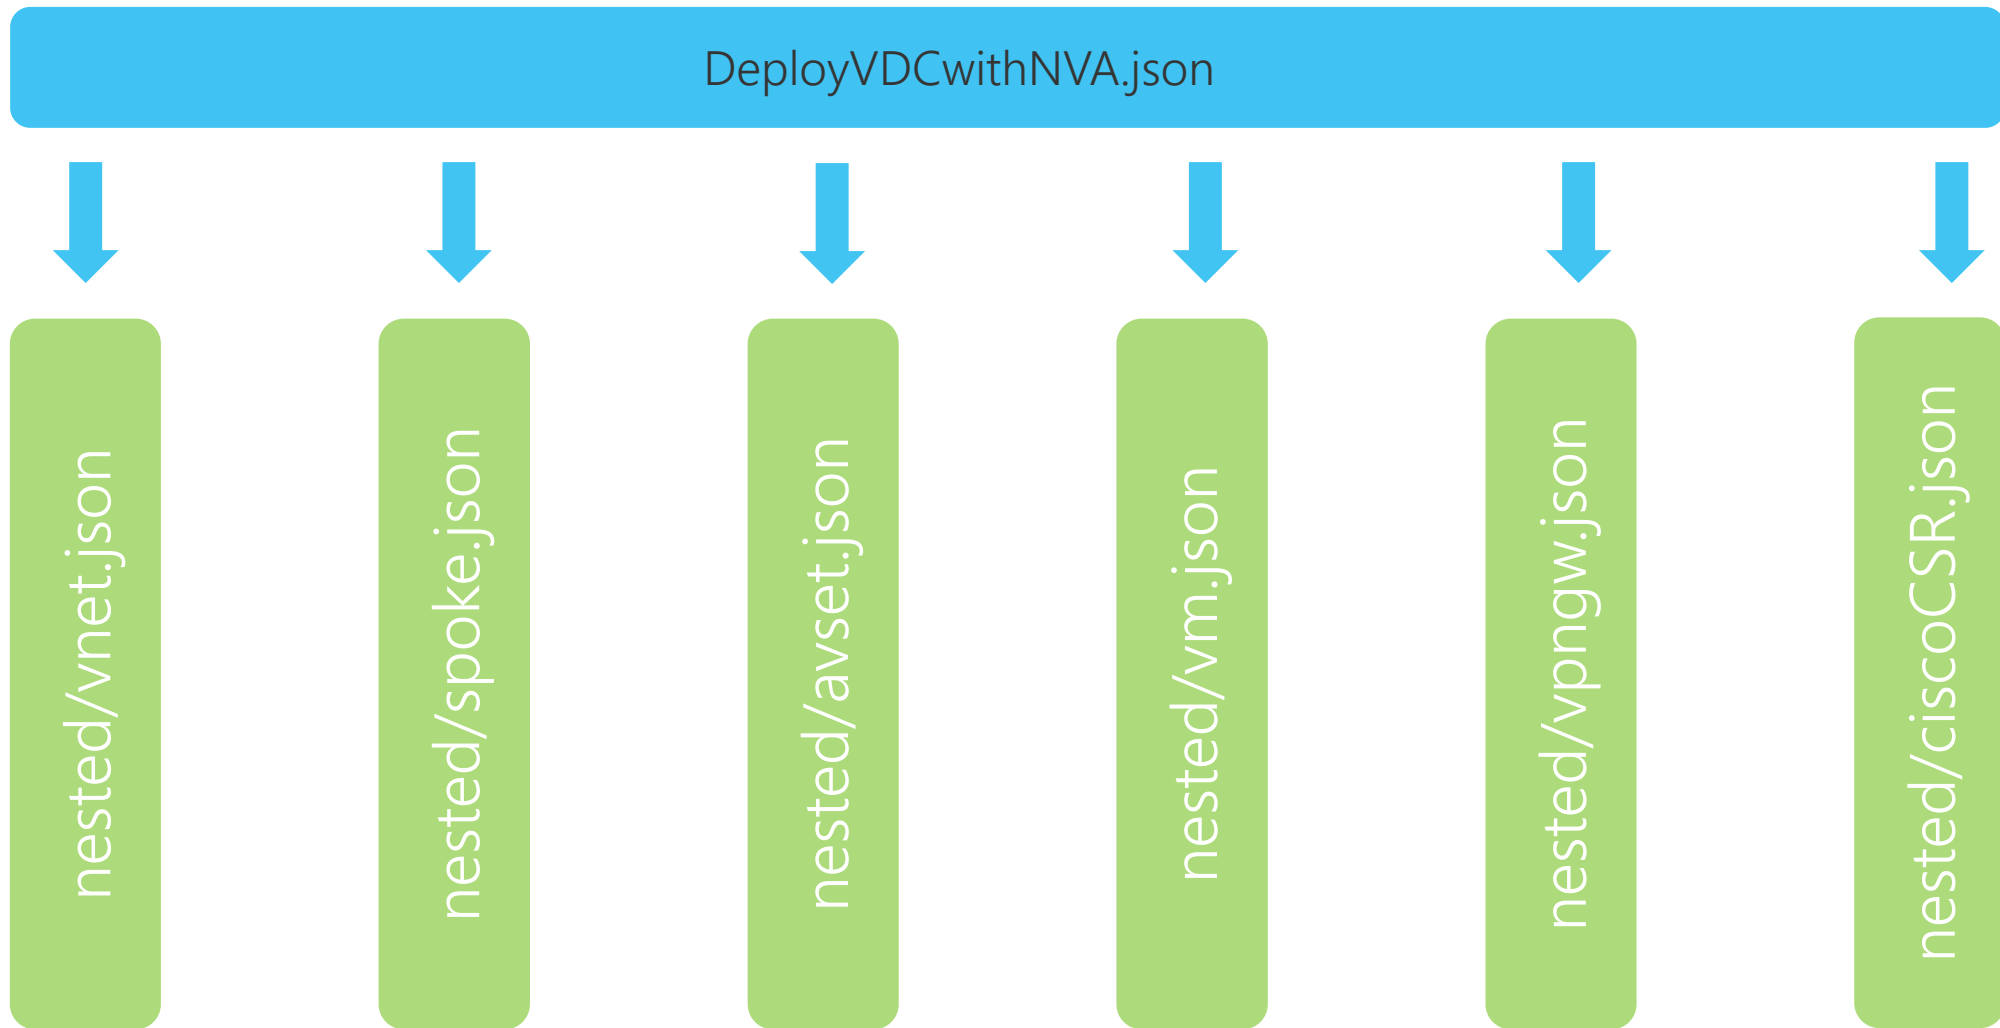 DeployVDCwithNVA.json
nested/vnet.json
nested/spoke.json
nested/avset.json
nested/vm.json
nested/vpngw.json
nested/ciscoCSR.json